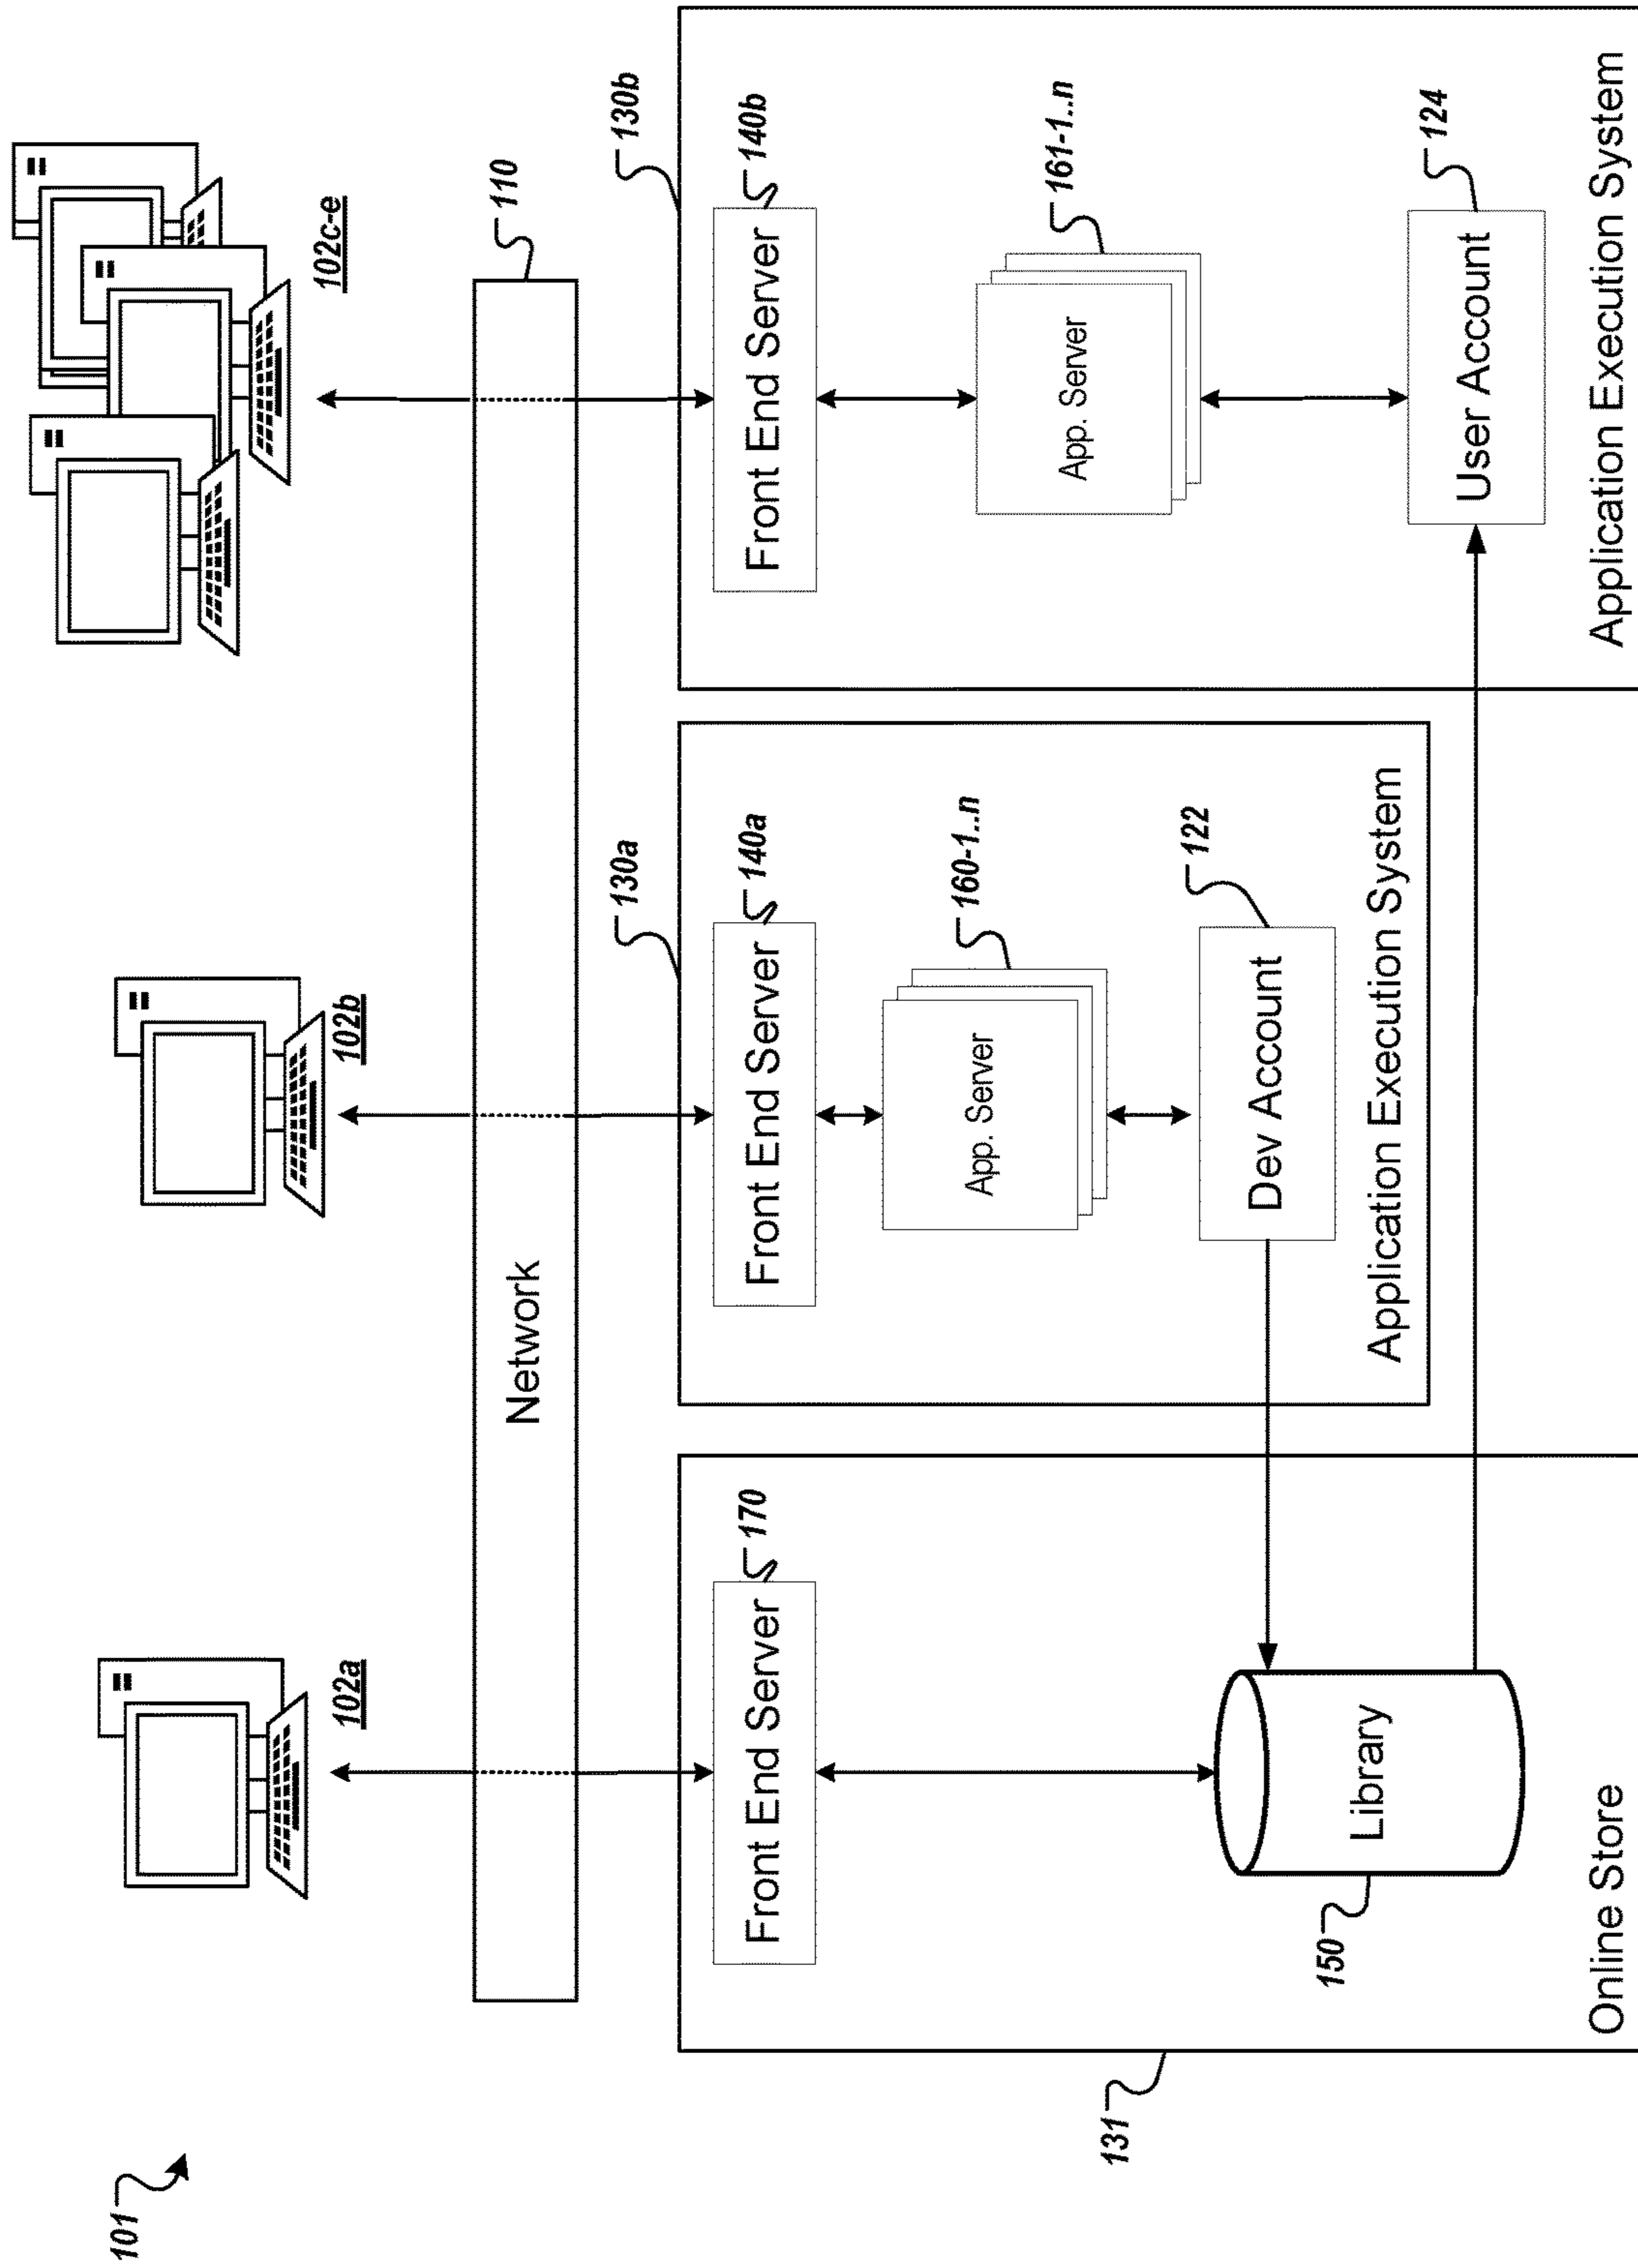 101
102a
102b
102c-e
110
Network
131
130a
130b
Front End Server
170
Front End Server
140a
Front End Server
140b
App. Server
160-1..n
App. Server
161-1..n
150
Library
Dev Account
122
User Account
124
Online Store
Application Execution System
Application Execution System